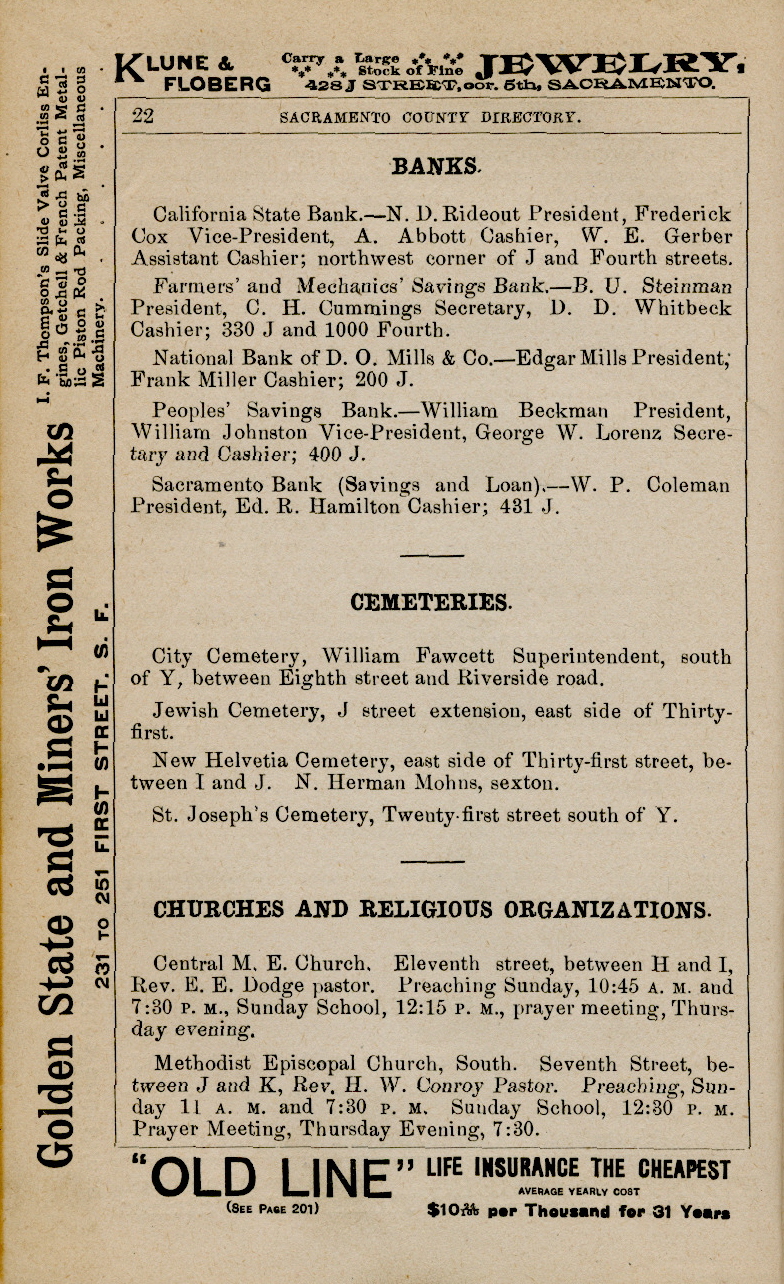 KLUNE &
FLOBERG
Carry a Large
Stock of Fine
JEWELRY,
428 J STREET, cor. 5th, SACRAMENTO.
22 SACRAMENTO COUNTY DIRECTORY.
BANKS.
California State Bank.—N. D. Rideout President, Frederick
Cox Vice-President, A. Abbott Cashier, W. E. Gerber
Assistant Cashier; northwest corner of J and Fourth streets.
Farmers' and Mechanics' Savings Bank.—B. U. Steinman
President, C. H. Cummings Secretary, D. D. Whitbeck
Cashier; 330 J and 1000 Fourth.
National Bank of D. O. Mills & Co.—Edgar Mills President;
Frank Miller Cashier; 200 J.
Peoples' Savings Bank.—William Beckman President,
William Johnston Vice-President, George W. Lorenz Secre-
tary and Cashier; 400 J.
Sacramento Bank (Savings and Loan).—W. P. Coleman
President, Ed. R. Hamilton Cashier; 431 J.
CEMETERIES.
City Cemetery, William Fawcett Superintendent, south
of Y, between Eighth street and Riverside road.
Jewish Cemetery, J street extension, east side of Thirty-
first.
New Helvetia Cemetery, east side of Thirty-first street, be-
tween I and J. N. Herman Mohns, sexton.
St. Joseph's Cemetery, Twenty-first street south of Y.
CHURCHES AND RELIGIOUS ORGANIZATIONS.
Central M. E. Church. Eleventh street, between H and I,
Rev. E. E. Dodge pastor. Preaching Sunday, 10:45 A. M. and
7:30 P. M., Sunday School, 12:15 P. M., prayer meeting, Thurs-
day evening.
Methodist Episcopal Church, South. Seventh Street, be-
tween J and K, Rev. H. W. Conroy Pastor. Preaching, Sun-
day 11 A. M. and 7:30 P. M. Sunday School, 12:30 P. M.
Prayer Meeting, Thursday Evening, 7:30.
"OLD LINE"
(SEE PAGE 201)
LIFE INSURANCE THE CHEAPEST
AVERAGE YEARLY COST
$10 per Thousand for 31 Years
Golden State and Miners' Iron Works
231 TO 251 FIRST STREET. S. F.
I. F. Thompson's Slide Valve Corliss En-
gines, Getchell & French Patent Metal-
lic Piston Rod Packing, Miscellaneous
Machinery.